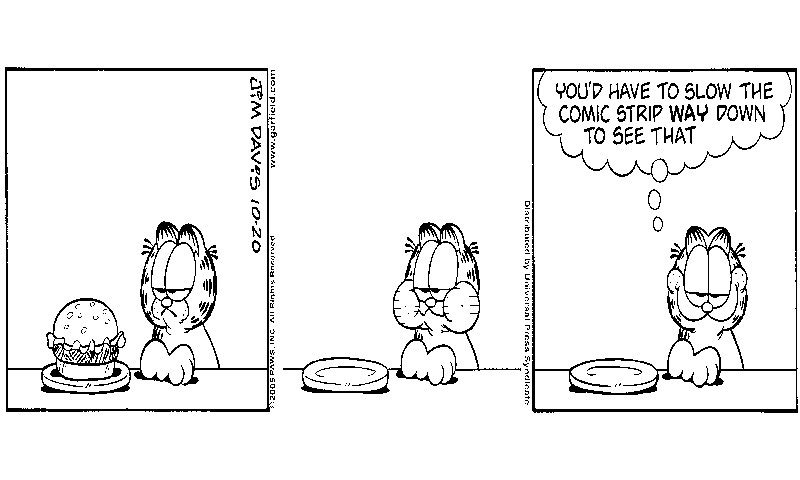 JIM DAVIS 10-20
www.garfield.com
©2005 PAWS, INC. All Rights Reserved.
Distributed by Universal Press Syndicate
YOU'D HAVE TO SLOW THE
COMIC STRIP WAY DOWN
TO SEE THAT